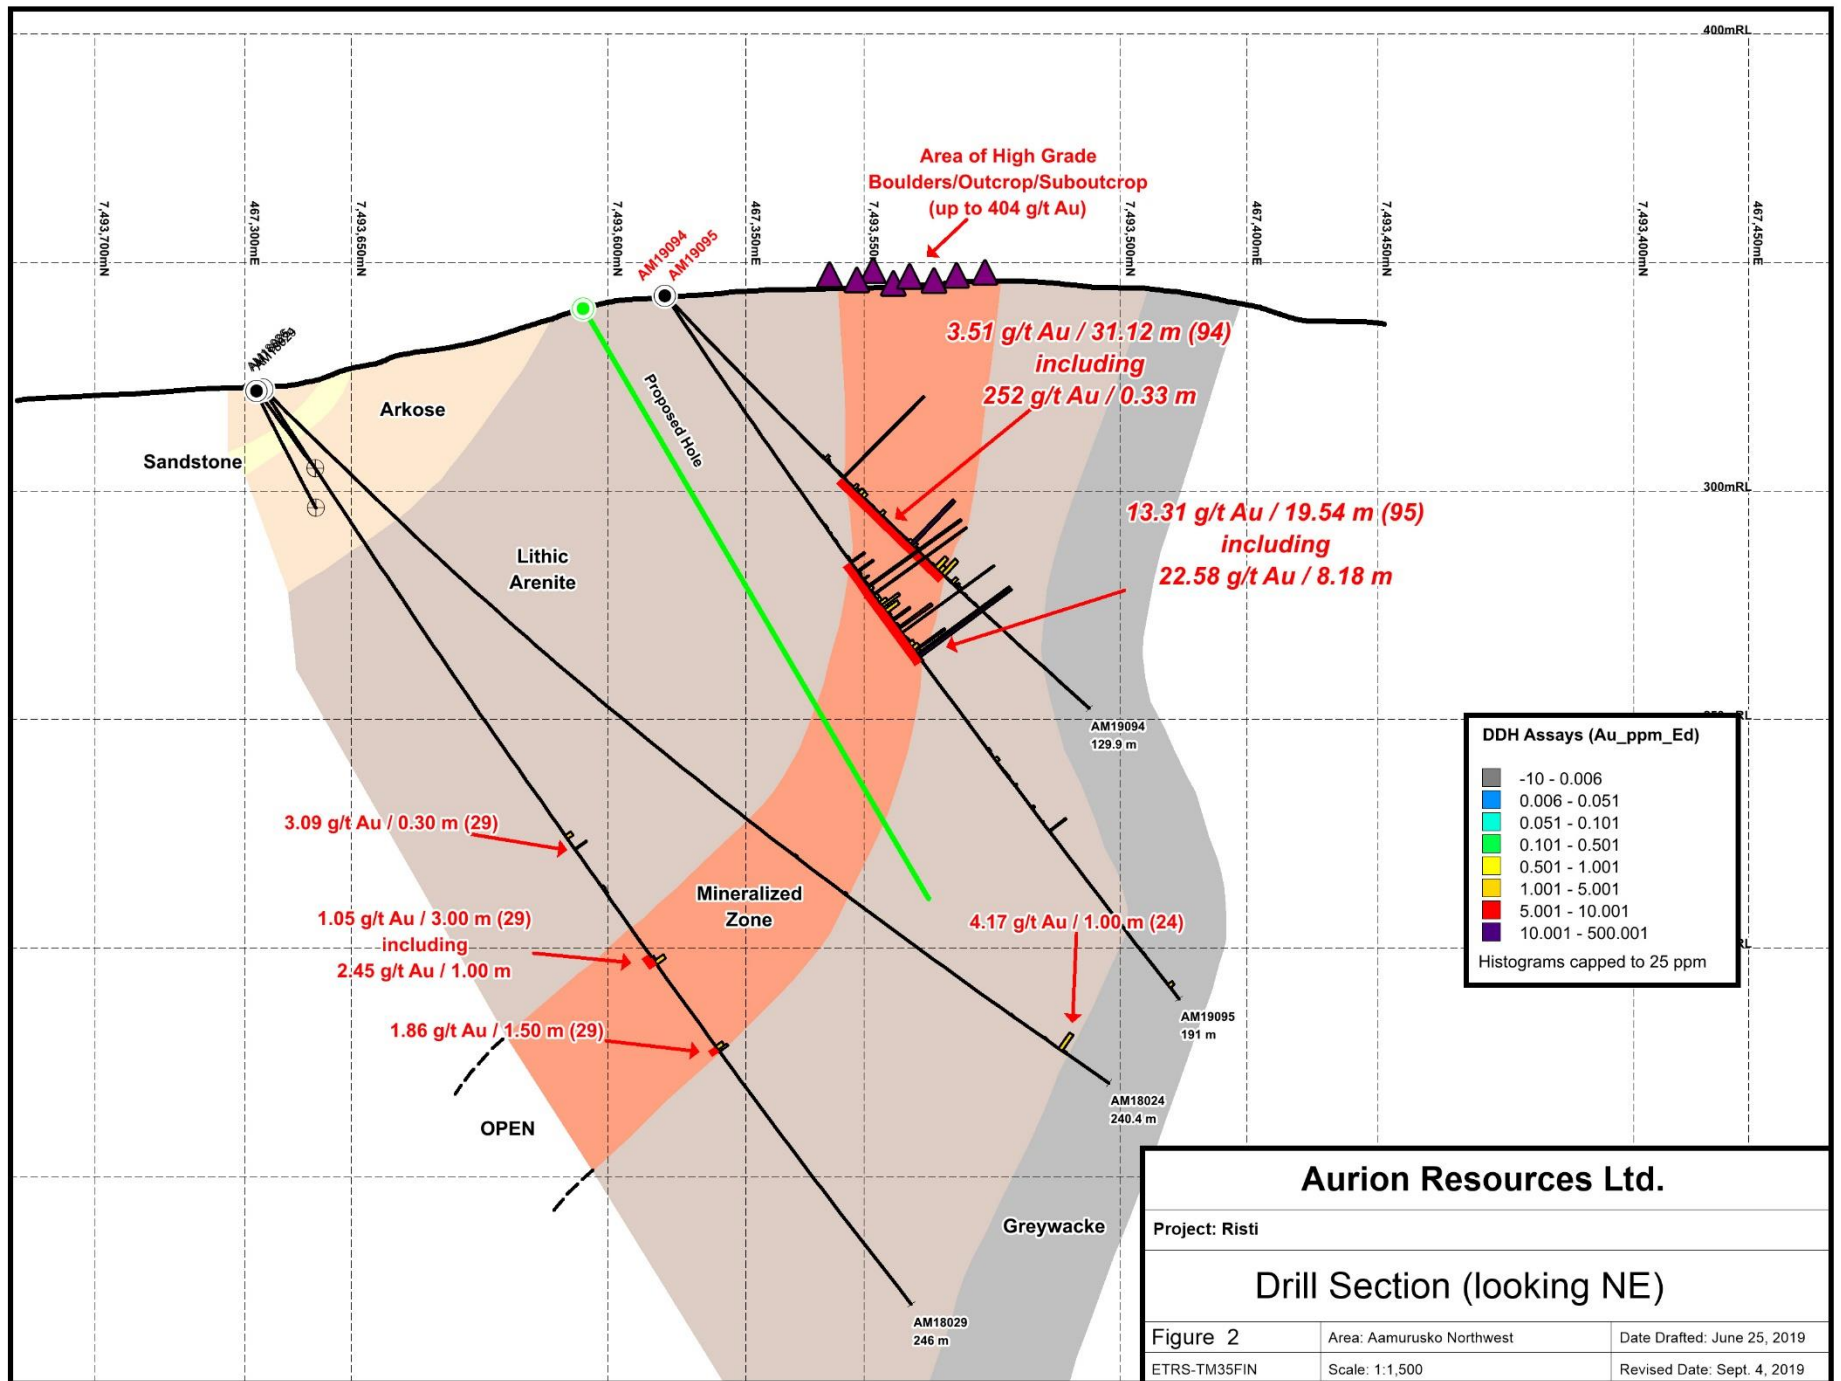 400mRL
7,493,700mN
467,300mE
7,493,650mN
7,493,600mN
467,350mE
7,493,550mN
7,493,500mN
467,400mE
7,493,450mN
7,493,400mN
467,450mE
Area of High Grade
Boulders/Outcrop/Suboutcrop
(up to 404 g/t Au)
AM19094
AM19095
3.51 g/t Au / 31.12 m (94)
including
252 g/t Au / 0.33 m
Proposed Hole
Arkose
Sandstone
300mRL
13.31 g/t Au / 19.54 m (95)
including
22.58 g/t Au / 8.18 m
Lithic
Arenite
AM19094
129.9 m
DDH Assays (Au_ppm_Ed)
-10 - 0.006
0.006 - 0.051
0.051 - 0.101
0.101 - 0.501
0.501 - 1.001
1.001 - 5.001
5.001 - 10.001
10.001 - 500.001
Histograms capped to 25 ppm
3.09 g/t Au / 0.30 m (29)
Mineralized
Zone
1.05 g/t Au / 3.00 m (29)
including
2.45 g/t Au / 1.00 m
4.17 g/t Au / 1.00 m (24)
1.86 g/t Au / 1.50 m (29)
AM19095
191 m
AM18024
240.4 m
OPEN
Greywacke
AM18029
246 m
Aurion Resources Ltd.
Project: Risti
Drill Section (looking NE)
Figure 2
Area: Aamurusko Northwest
Date Drafted: June 25, 2019
ETRS-TM35FIN
Scale: 1:1,500
Revised Date: Sept. 4, 2019